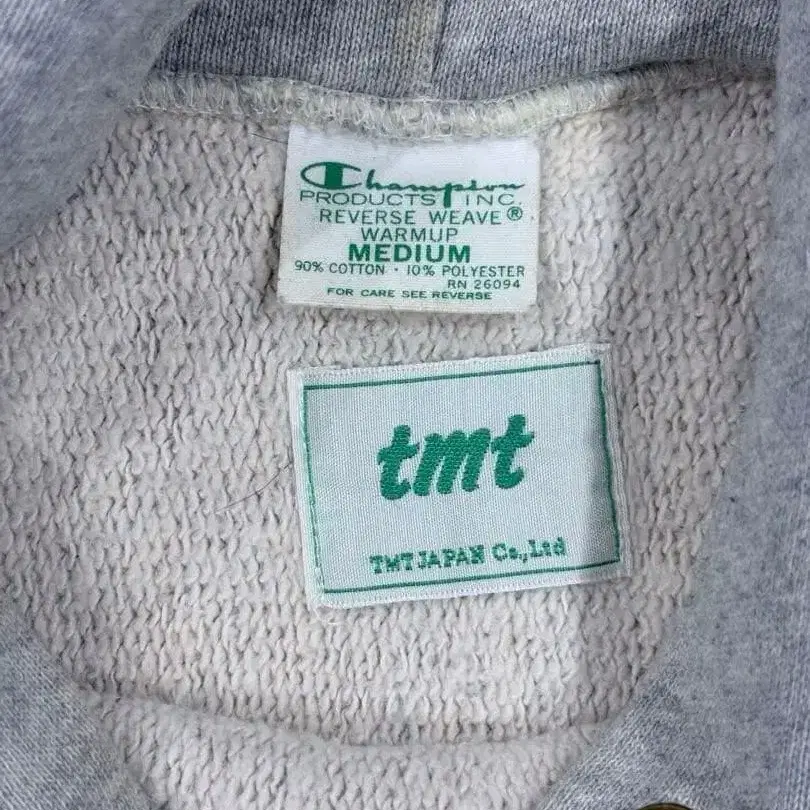 Champion
PRODUCTS INC.
REVERSE WEAVE®
WARMUP
MEDIUM
90% COTTON · 10% POLYESTER
RN 26094
FOR CARE SEE REVERSE
tmt
TMT JAPAN Co.,Ltd